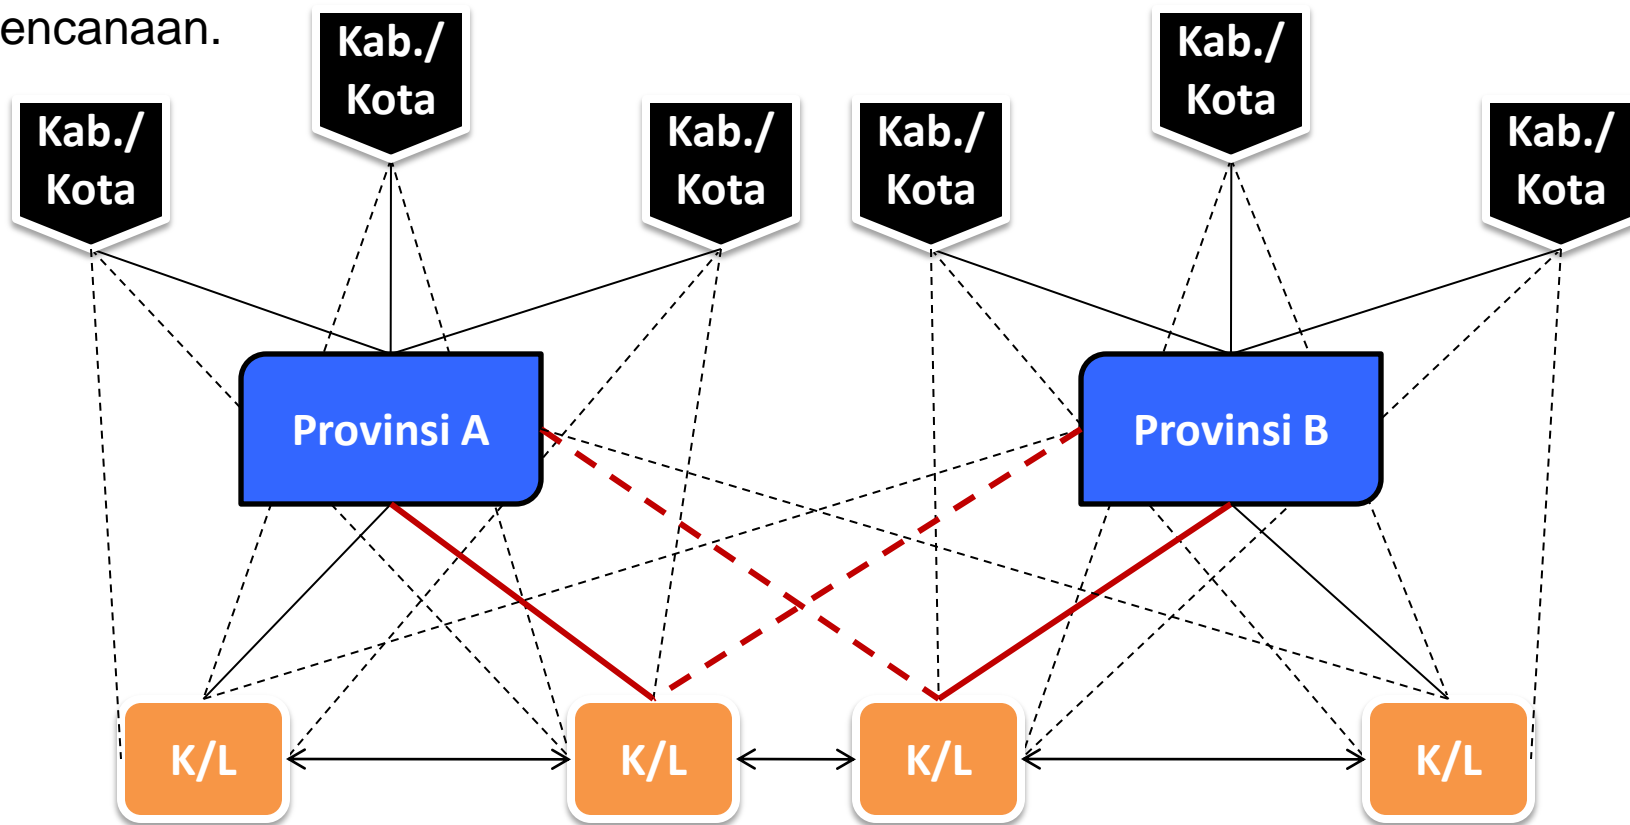 encanaan.
Kab./
Kota
Kab./
Kota
Kab./
Kota
Kab./
Kota
Kab./
Kota
Kab./
Kota
Provinsi A
Provinsi B
K/L
K/L
K/L
K/L